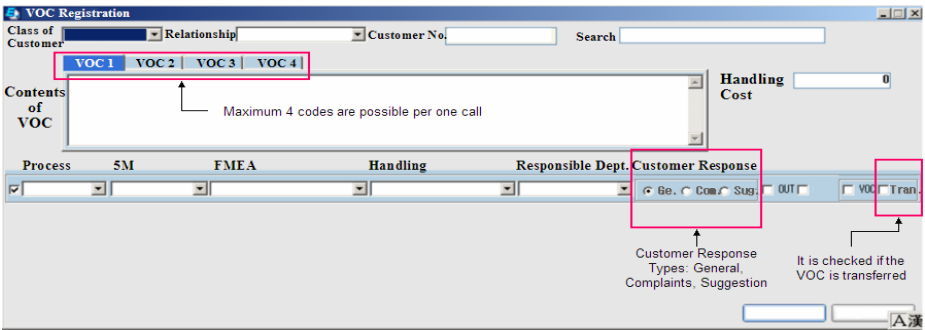 VOC Registration
Class of Customer
Relationship
Customer No.
Search
VOC 1 VOC 2 VOC 3 VOC 4
Contents
of
VOC
Maximum 4 codes are possible per one call
Handling
Cost
0
Process 5M FMEA Handling Responsible Dept. Customer Response
Ge. Com Sug. OUT VOC Tran.
Customer Response
Types: General,
Complaints, Suggestion
It is checked if the
VOC is transferred
A漢